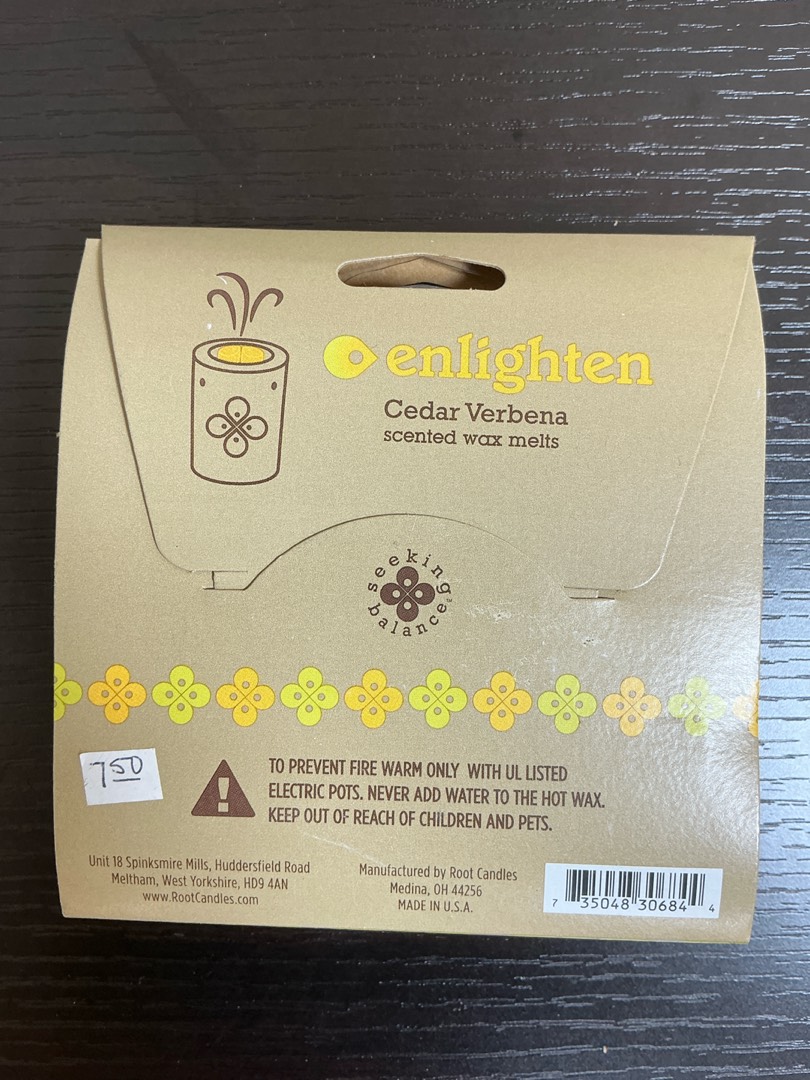 enlighten
Cedar Verbena
scented wax melts
seeking
balance™
7 50
TO PREVENT FIRE WARM ONLY WITH UL LISTED
ELECTRIC POTS. NEVER ADD WATER TO THE HOT WAX.
KEEP OUT OF REACH OF CHILDREN AND PETS.
Unit 18 Spinksmire Mills, Huddersfield Road
Meltham, West Yorkshire, HD9 4AN
www.RootCandles.com
Manufactured by Root Candles
Medina, OH 44256
MADE IN U.S.A.
7 35048 30684 4